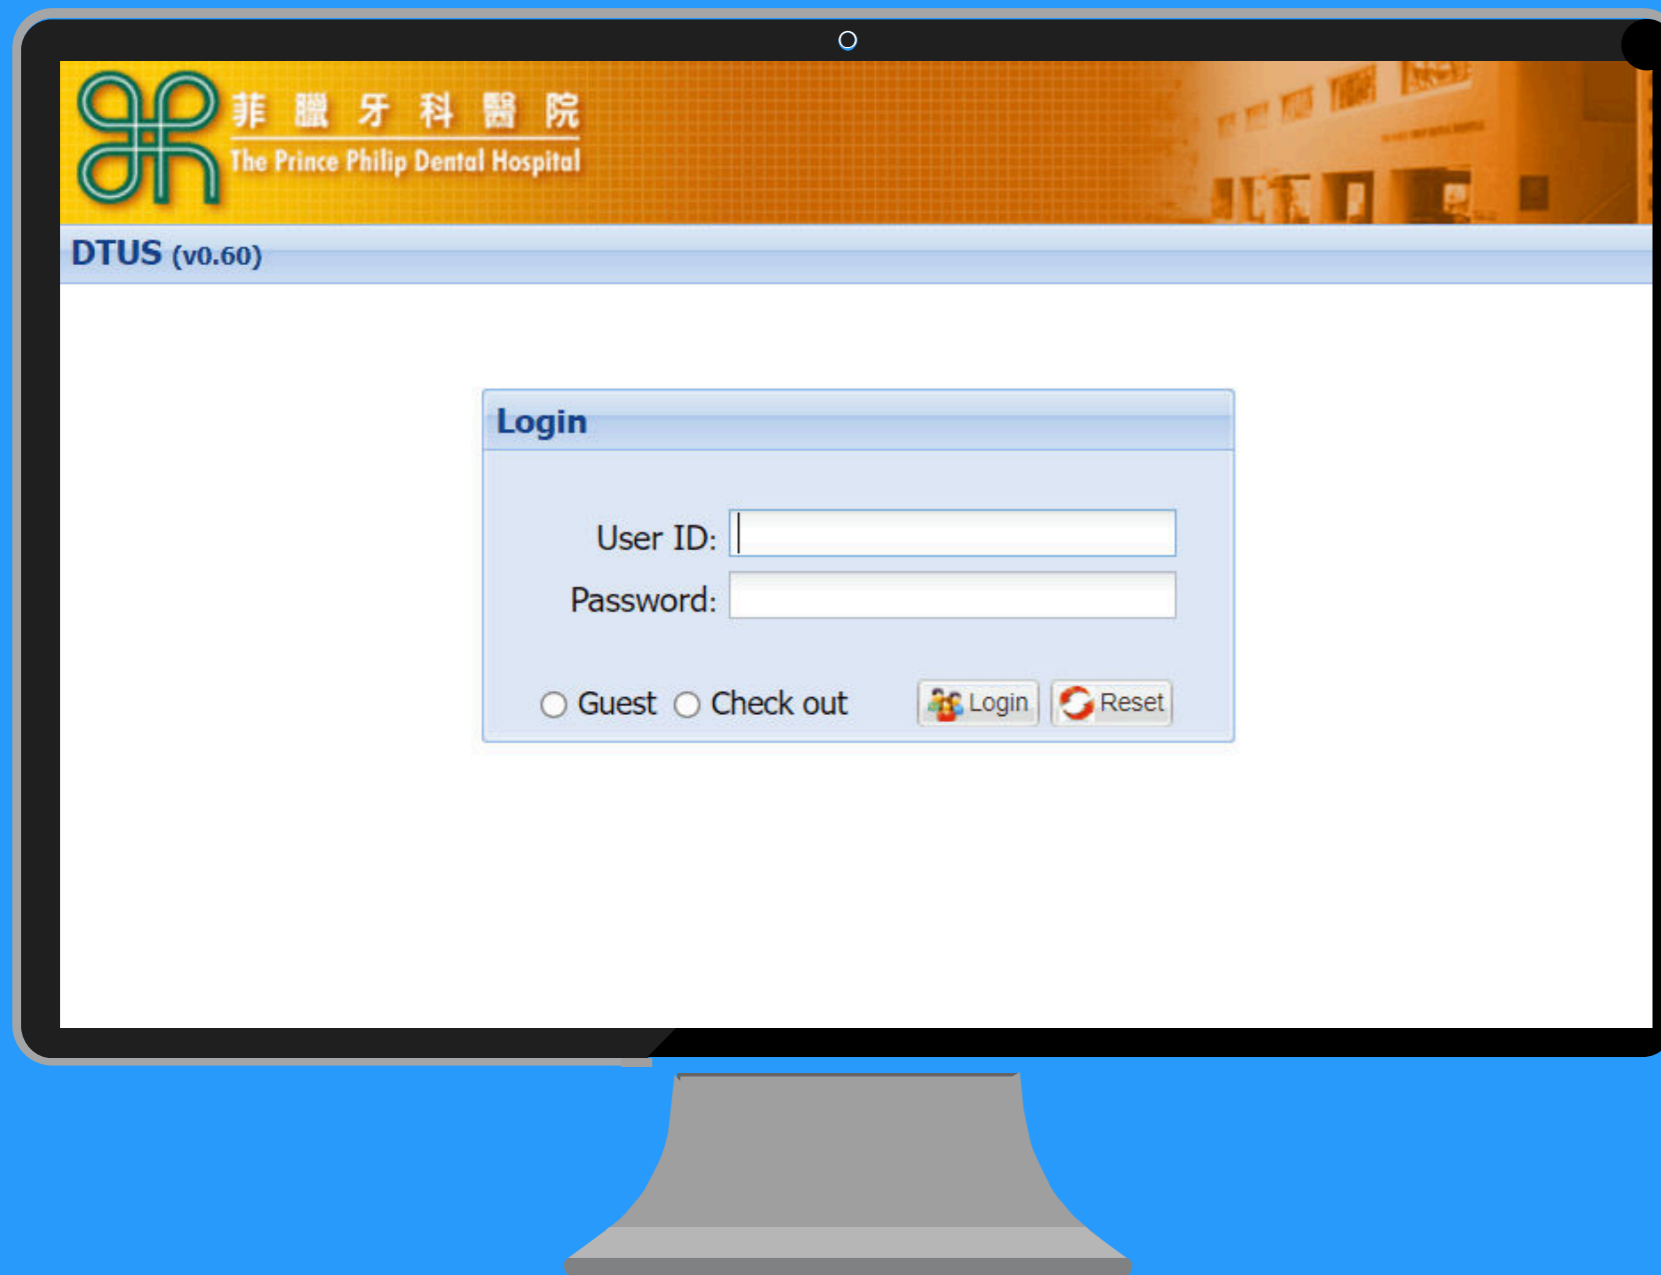 菲臘牙科醫院
The Prince Philip Dental Hospital
DTUS (v0.60)
Login
User ID:
Password:
Guest Check out Login Reset